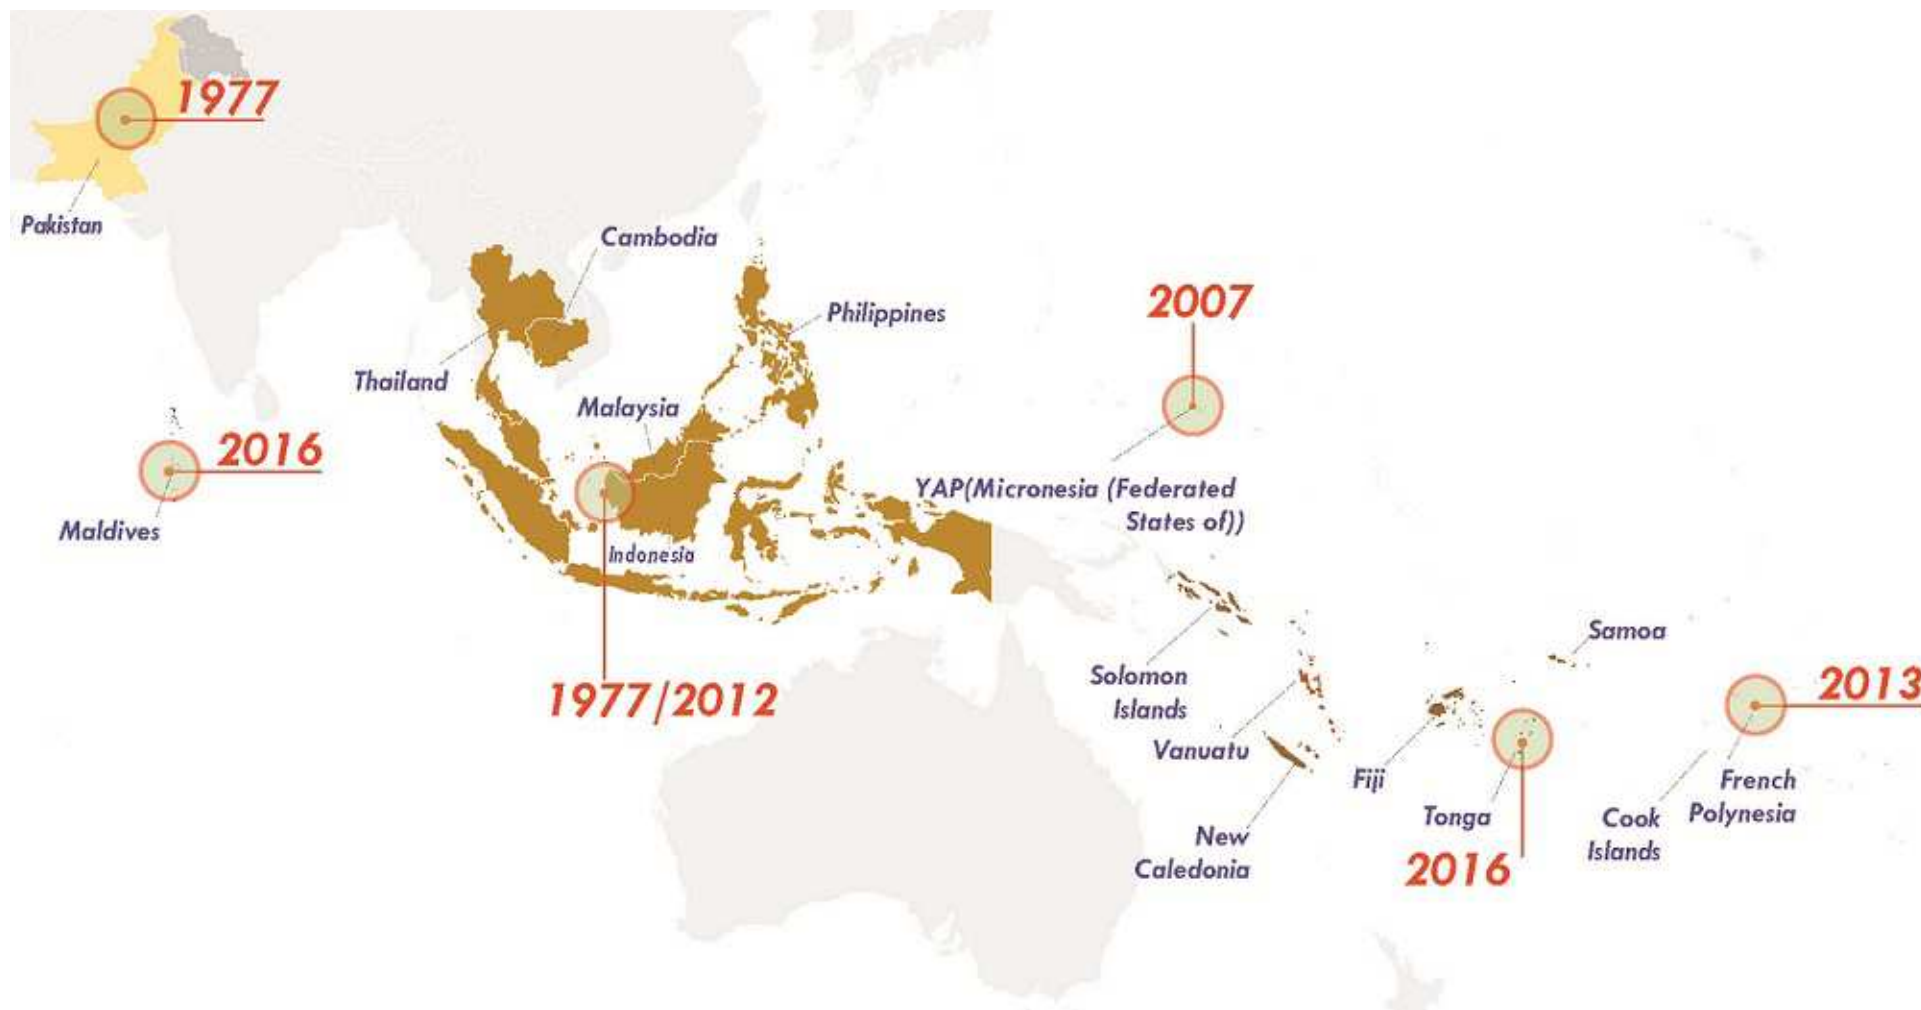 1977
Pakistan
Cambodia
2007
Philippines
Thailand
Malaysia
2016
YAP(Micronesia (Federated
States of))
Maldives
Indonesia
Samoa
Solomon
Islands
2013
1977/2012
Vanuatu
Fiji
French
Polynesia
Tonga
Cook
Islands
New
Caledonia
2016